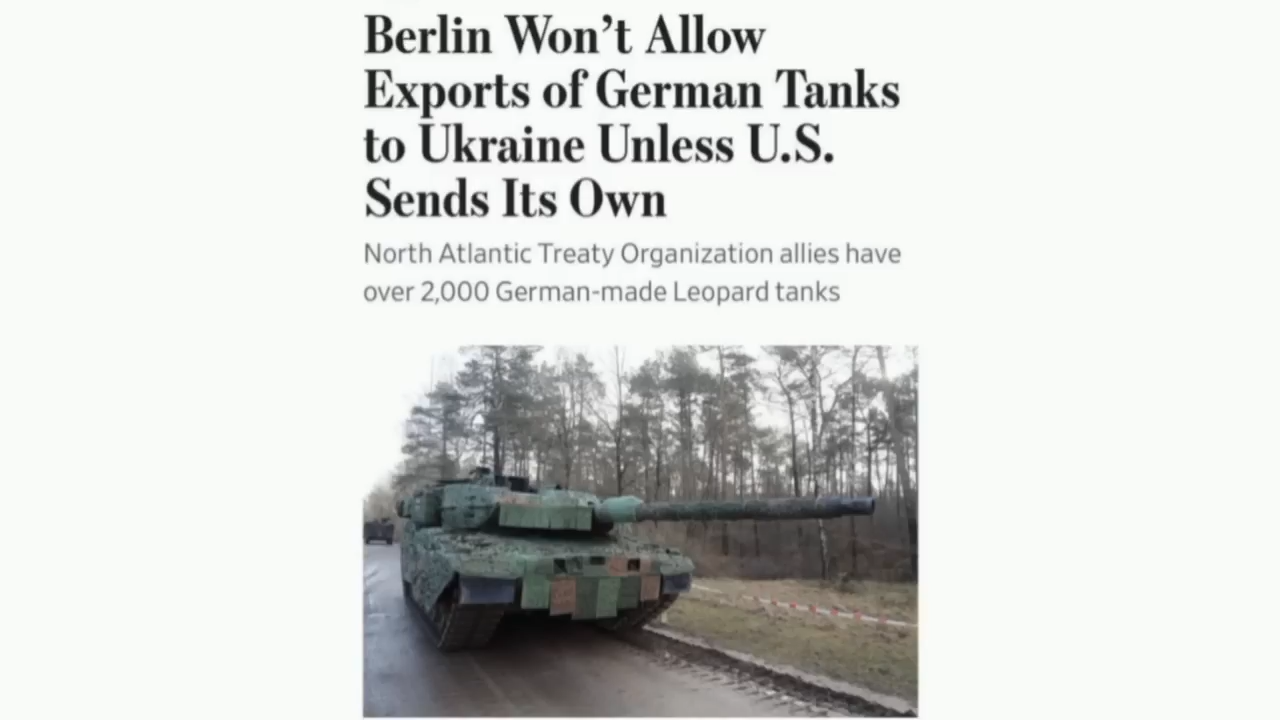 Berlin Won’t Allow
Exports of German Tanks
to Ukraine Unless U.S.
Sends Its Own
North Atlantic Treaty Organization allies have
over 2,000 German-made Leopard tanks